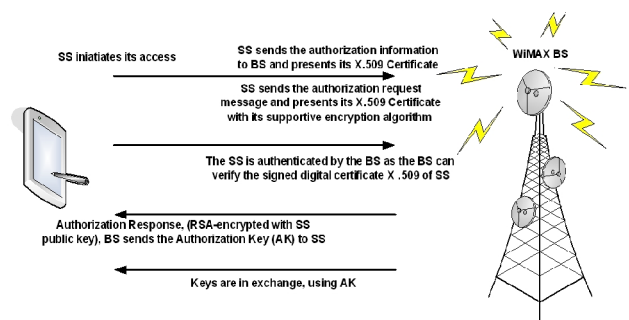 SS iniatiates its access
SS sends the authorization information
to BS and presents its X.509 Certificate
WiMAX BS
SS sends the authorization request
message and presents its X.509 Certificate
with its supportive encryption algorithm
The SS is authenticated by the BS as the BS can
verify the signed digital certificate X .509 of SS
Authorization Response, (RSA-encrypted with SS
public key), BS sends the Authorization Key (AK) to SS
Keys are in exchange, using AK